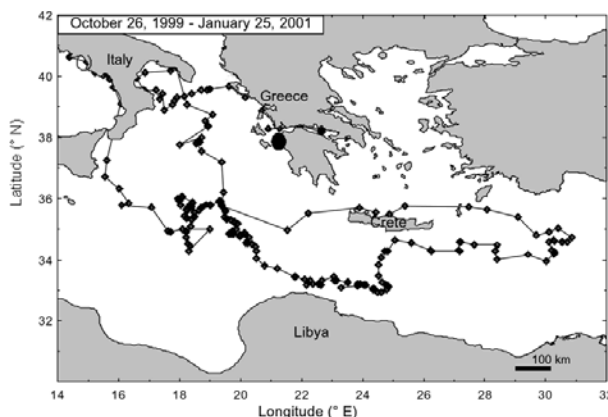 October 26, 1999 - January 25, 2001
42
Italy
40
Greece
38
Latitude (° N)
36
Crete
34
32
Libya
100 km
14 16 18 20 22 24 26 28 30 32
Longitude (° E)